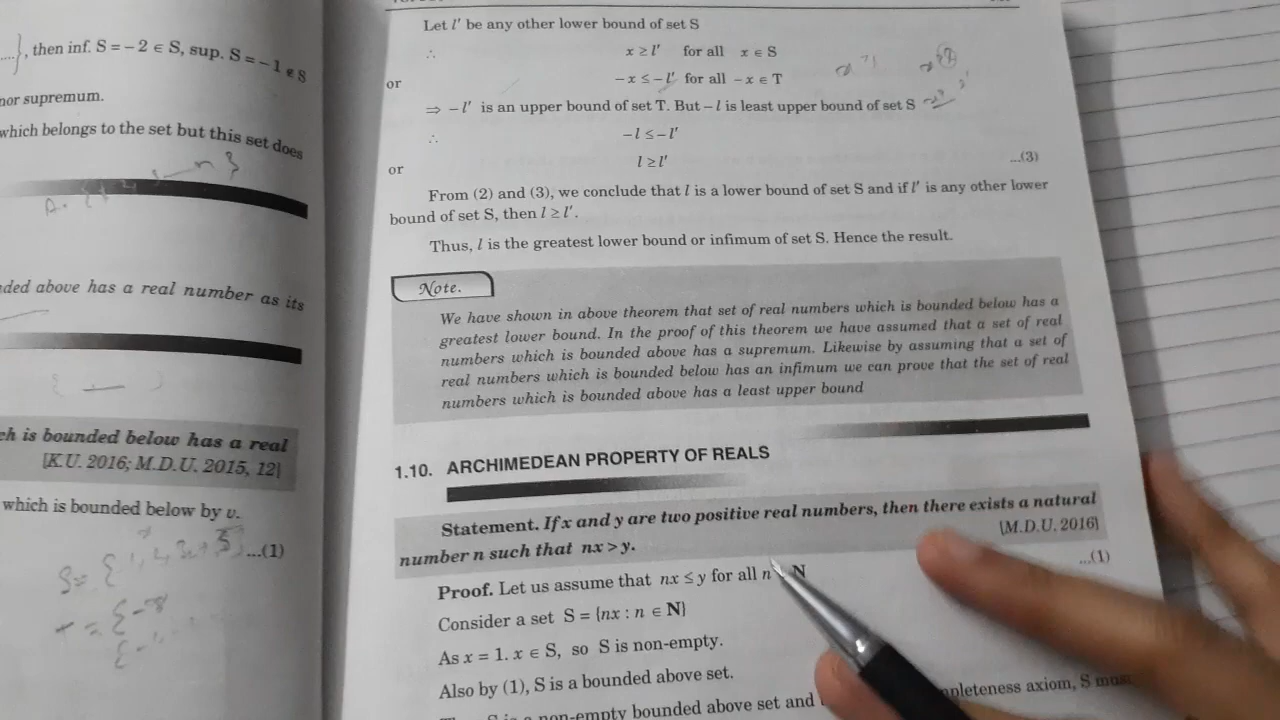 ....}, then inf. S = – 2 ∈ S, sup. S = – 1 ∉ S
nor supremum.
which belongs to the set but this set does
ded above has a real number as its
ch is bounded below has a real
[K.U. 2016; M.D.U. 2015, 12]
which is bounded below by v.
...(1)
Let l′ be any other lower bound of set S
∴ x ≥ l′ for all x ∈ S
or – x ≤ – l′ for all – x ∈ T
⇒ – l′ is an upper bound of set T. But – l is least upper bound of set S
∴ – l ≤ – l′
or l ≥ l′ ...(3)
From (2) and (3), we conclude that l is a lower bound of set S and if l′ is any other lower
bound of set S, then l ≥ l′.
Thus, l is the greatest lower bound or infimum of set S. Hence the result.
Note.
We have shown in above theorem that set of real numbers which is bounded below has a
greatest lower bound. In the proof of this theorem we have assumed that a set of real
numbers which is bounded above has a supremum. Likewise by assuming that a set of
real numbers which is bounded below has an infimum we can prove that the set of real
numbers which is bounded above has a least upper bound
1.10. ARCHIMEDEAN PROPERTY OF REALS
Statement. If x and y are two positive real numbers, then there exists a natural
number n such that nx > y. [M.D.U. 2016]
Proof. Let us assume that nx ≤ y for all n N ...(1)
Consider a set S = {nx : n ∈ N}
As x = 1. x ∈ S, so S is non-empty.
Also by (1), S is a bounded above set.
S is a non-empty bounded above set and pleteness axiom, S